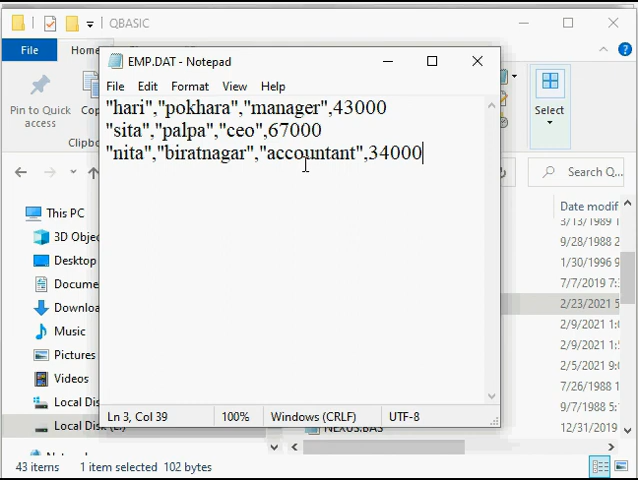 QBASIC
File
Home
EMP.DAT - Notepad
File Edit Format View Help
"hari","pokhara","manager",43000
"sita","palpa","ceo",67000
"nita","biratnagar","accountant",34000
Ln 3, Col 39 100% Windows (CRLF) UTF-8
Pin to Quick
access
Select
Search Q...
This PC
Date modif
3/13/1989
9/28/1988
1/30/1996
7/7/2019
2/23/2021
2/9/2021
2/9/2021
2/5/2021
7/26/1988
9/7/1988
12/31/2019
3D Objec
Desktop
Docume
Downloa
Music
Pictures
Videos
Local Dis
Local Disk
NEXUS.BAS
Network
43 items 1 item selected 102 bytes